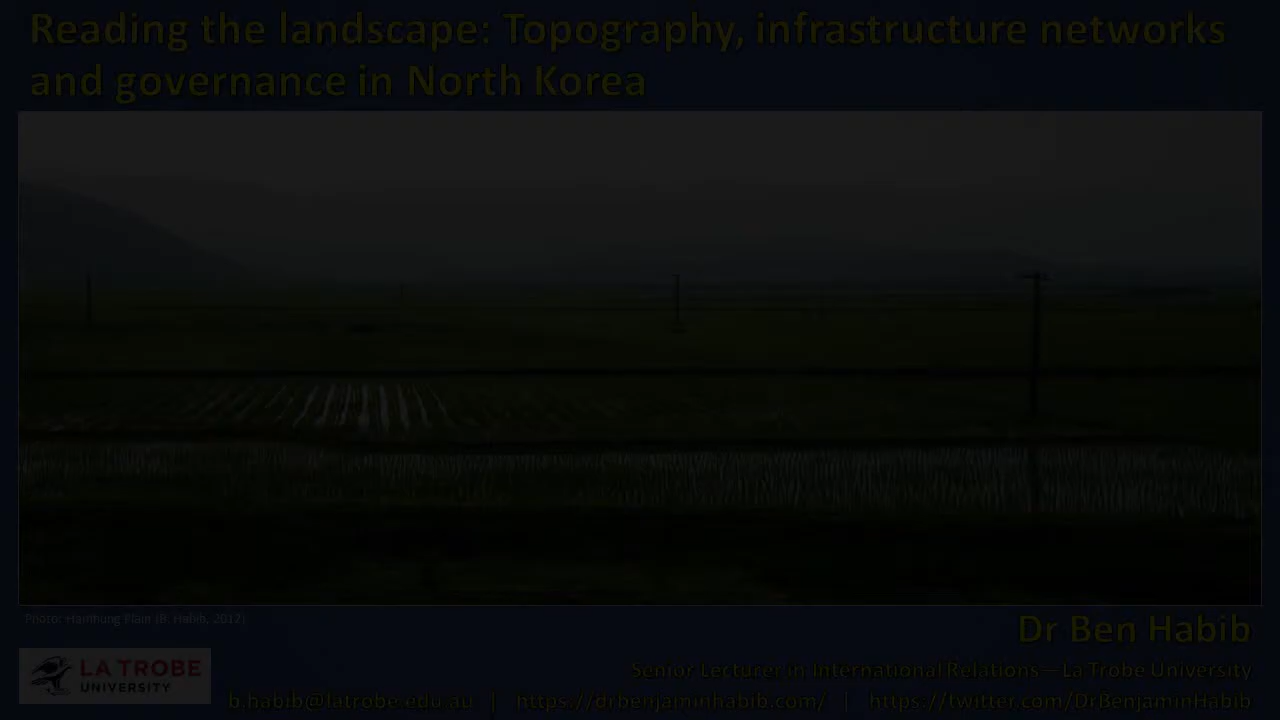 Reading the landscape: Topography, infrastructure networks
and governance in North Korea
Photo: Hamhung Plain (B. Habib, 2012)
Dr Ben Habib
Senior Lecturer in International Relations—La Trobe University
LA TROBE
UNIVERSITY
b.habib@latrobe.edu.au | https://drbenjaminhabib.com/ | https://twitter.com/DrBenjaminHabib